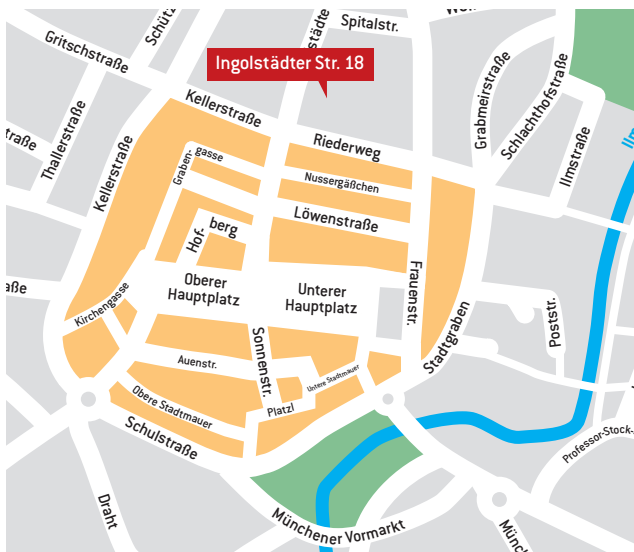 Spitalstr.
Gritschstraße
Ingolstädter Str. 18
Kellerstraße
Riederweg
Grabmeirstraße
Schlachthofstraße
Ilmstraße
Thallerstraße
Kellerstraße
Graben-
gasse
Nussergäßchen
Löwenstraße
Hof-
berg
Oberer
Hauptplatz
Unterer
Hauptplatz
Frauenstr.
Stadtgraben
Poststr.
Kirchengasse
Sonnenstr.
Auenstr.
Untere Stadtmauer
Obere Stadtmauer
Platzl
Schulstraße
Professor-Stock-
Draht
Münchener Vormarkt